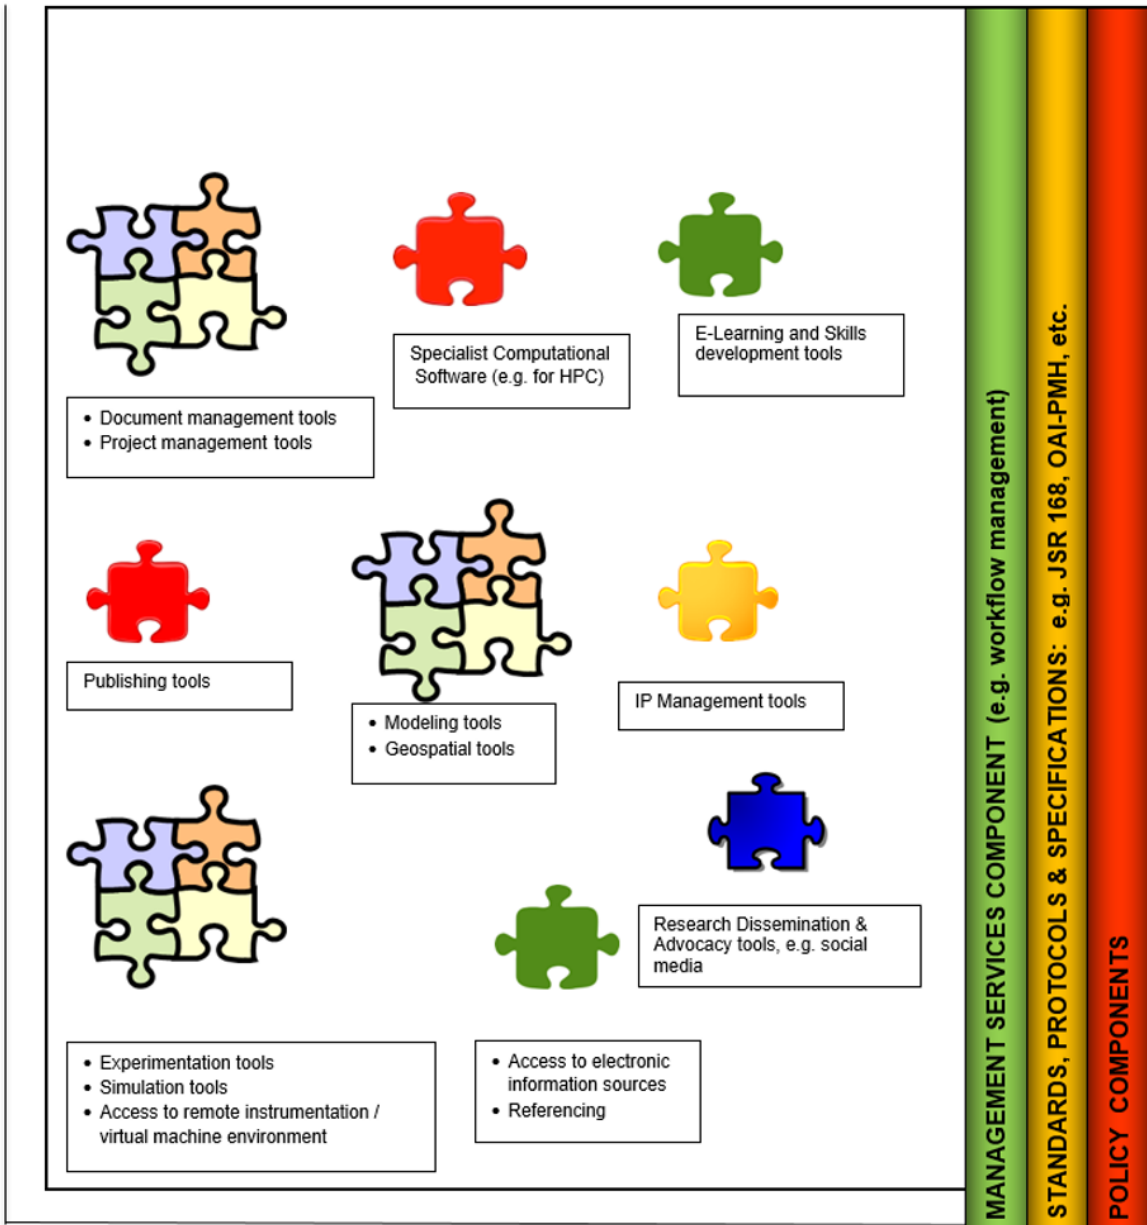 Specialist Computational
Software (e.g. for HPC)
E-Learning and Skills
development tools
• Document management tools
• Project management tools
Publishing tools
• Modeling tools
• Geospatial tools
IP Management tools
Research Dissemination &
Advocacy tools, e.g. social
media
• Experimentation tools
• Simulation tools
• Access to remote instrumentation /
virtual machine environment
• Access to electronic
information sources
• Referencing
MANAGEMENT SERVICES COMPONENT (e.g. workflow management)
STANDARDS, PROTOCOLS & SPECIFICATIONS: e.g. JSR 168, OAI-PMH, etc.
POLICY COMPONENTS